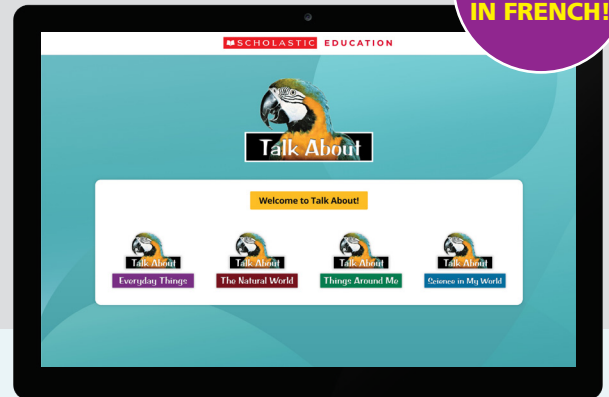 IN FRENCH!
SCHOLASTIC EDUCATION
Talk About
Welcome to Talk About!
Talk About
Everyday Things
Talk About
The Natural World
Talk About
Things Around Me
Talk About
Science in My World